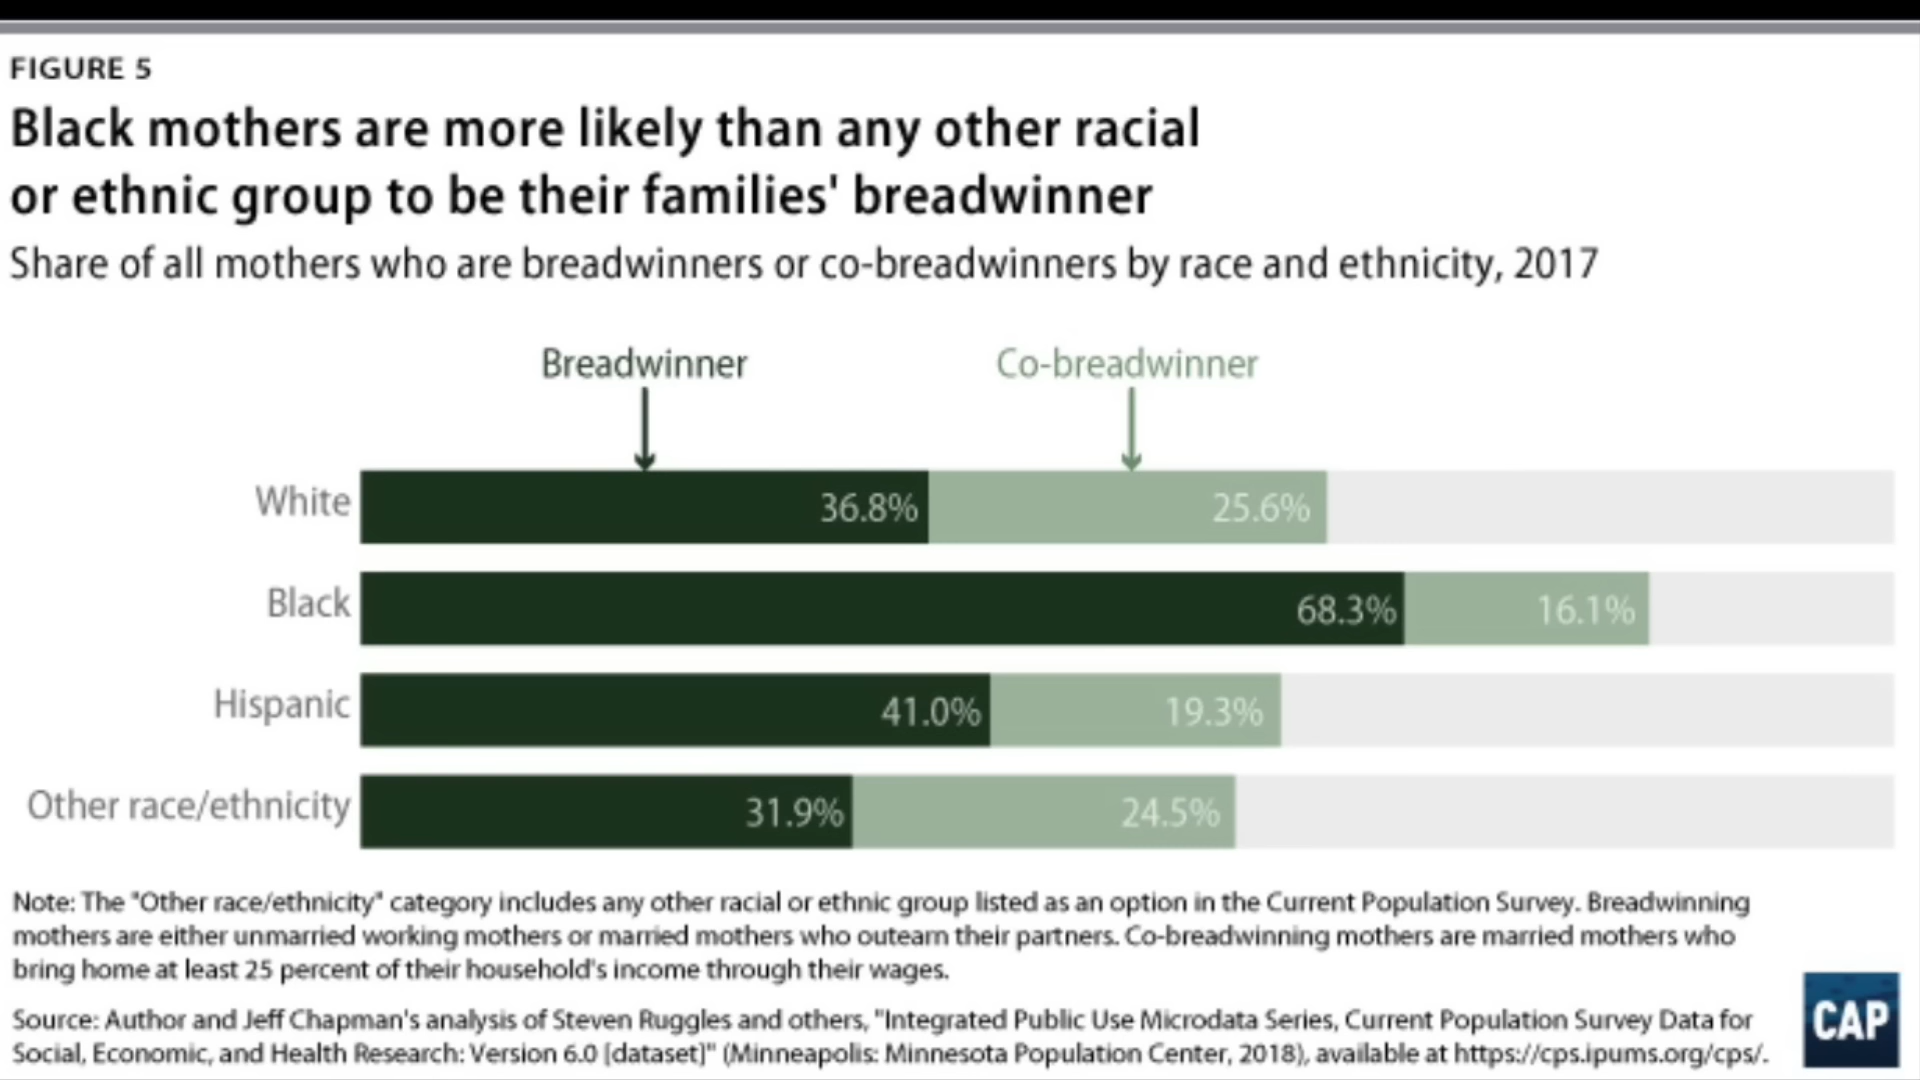 FIGURE 5
Black mothers are more likely than any other racial
or ethnic group to be their families' breadwinner
Share of all mothers who are breadwinners or co-breadwinners by race and ethnicity, 2017
Breadwinner Co-breadwinner
White 36.8% 25.6%
Black 68.3% 16.1%
Hispanic 41.0% 19.3%
Other race/ethnicity 31.9% 24.5%
Note: The "Other race/ethnicity" category includes any other racial or ethnic group listed as an option in the Current Population Survey. Breadwinning
mothers are either unmarried working mothers or married mothers who outearn their partners. Co-breadwinning mothers are married mothers who
bring home at least 25 percent of their household's income through their wages.
Source: Author and Jeff Chapman's analysis of Steven Ruggles and others, "Integrated Public Use Microdata Series, Current Population Survey Data for
Social, Economic, and Health Research: Version 6.0 [dataset]" (Minneapolis: Minnesota Population Center, 2018), available at https://cps.ipums.org/cps/.
CAP